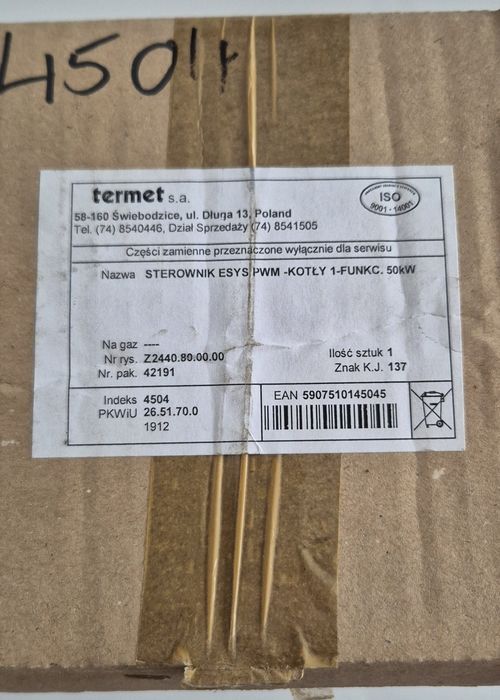 4504
termet s.a.
ISO
9001 - 14001
58-160 Świebodzice, ul. Długa 13, Poland
Tel. (74) 8540446, Dział Sprzedaży (74) 8541505
Części zamienne przeznaczone wyłącznie dla serwisu
Nazwa STEROWNIK ESYS PWM -KOTŁY 1-FUNKC. 50kW
Na gaz ----
Nr rys. Z2440.80.00.00 Ilość sztuk 1
Nr. pak. 42191 Znak K.J. 137
Indeks 4504
PKWiU 26.51.70.0
1912
EAN 5907510145045